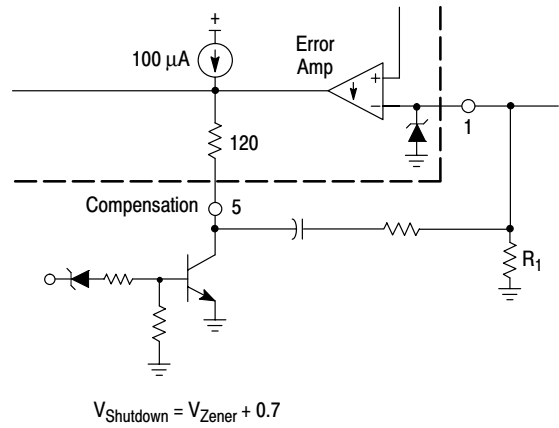 +
100 μA
Error
Amp
+
−
1
120
Compensation 5
R1
VShutdown = VZener + 0.7